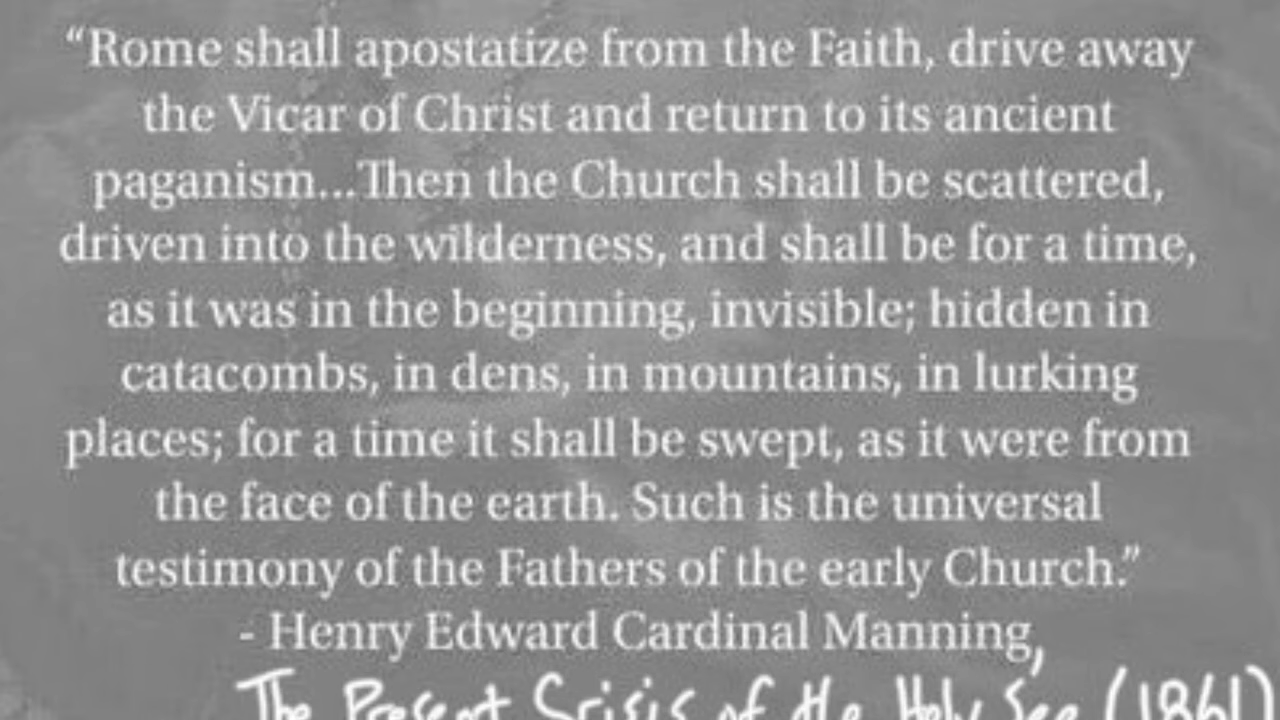 “Rome shall apostatize from the Faith, drive away
the Vicar of Christ and return to its ancient
paganism...Then the Church shall be scattered,
driven into the wilderness, and shall be for a time,
as it was in the beginning, invisible; hidden in
catacombs, in dens, in mountains, in lurking
places; for a time it shall be swept, as it were from
the face of the earth. Such is the universal
testimony of the Fathers of the early Church.”
- Henry Edward Cardinal Manning,
The Present Crisis of the Holy See (1861)